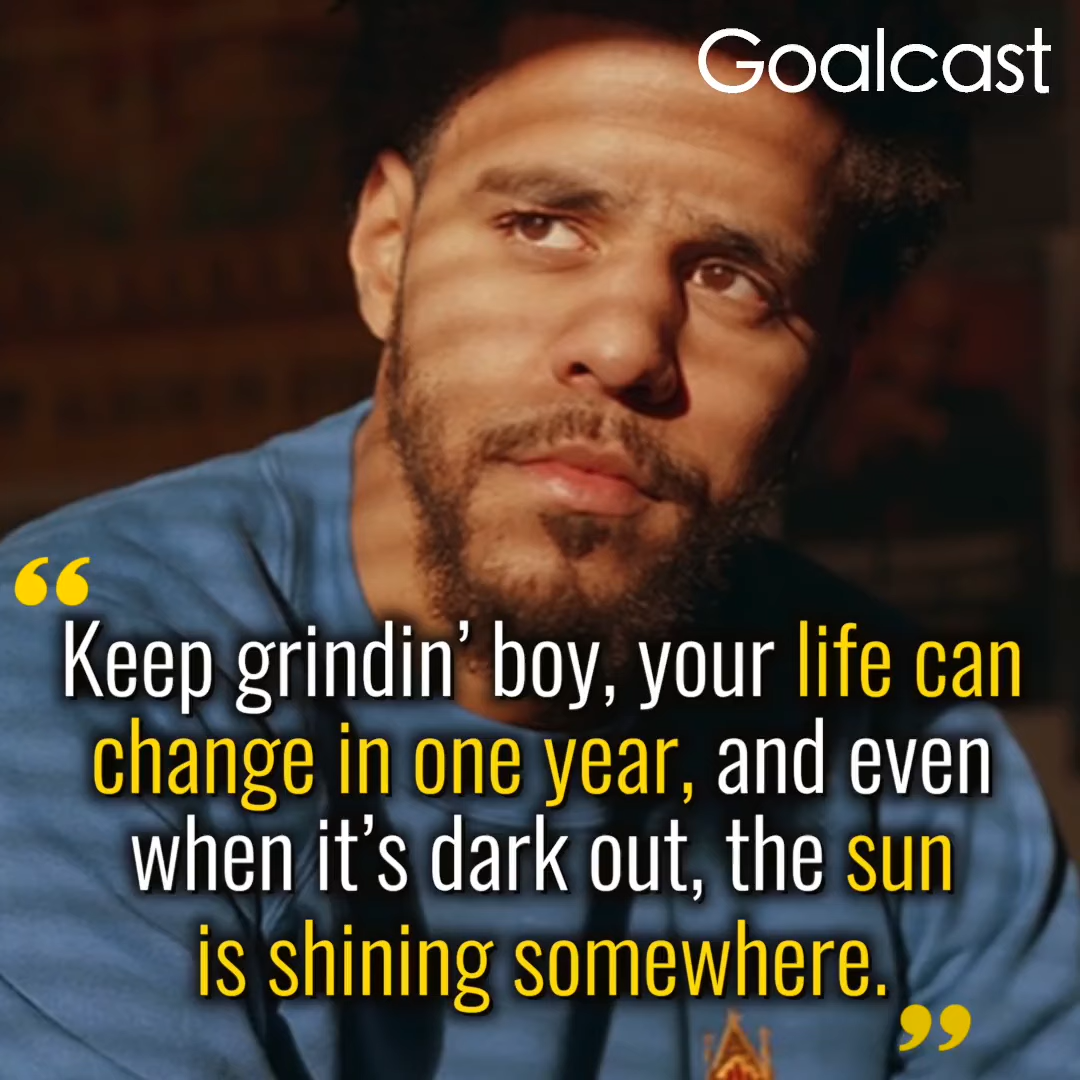 Goalcast
“
Keep grindin’ boy, your life can
change in one year, and even
when it’s dark out, the sun
is shining somewhere.
”